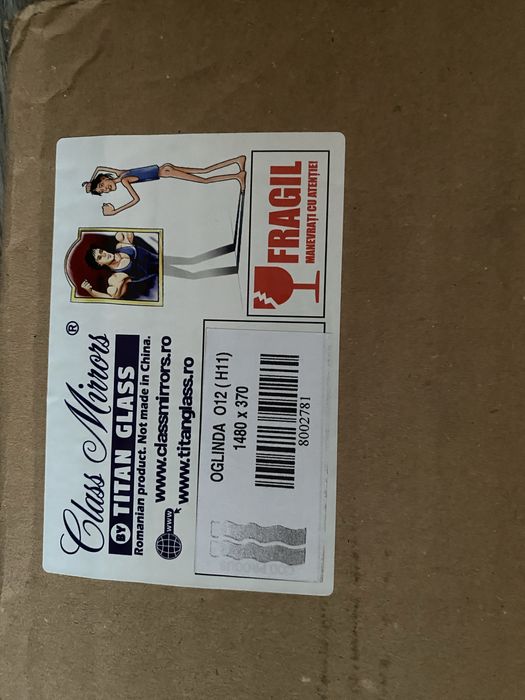 Class Mirrors ®
BY TITAN GLASS
Romanian product. Not made in China.
www.classmirrors.ro
www www.titanglass.ro
FRAGIL
MANEVRAȚI CU ATENȚIE!
OGLINDA O12 ( H11)
1480 x 370
8002781